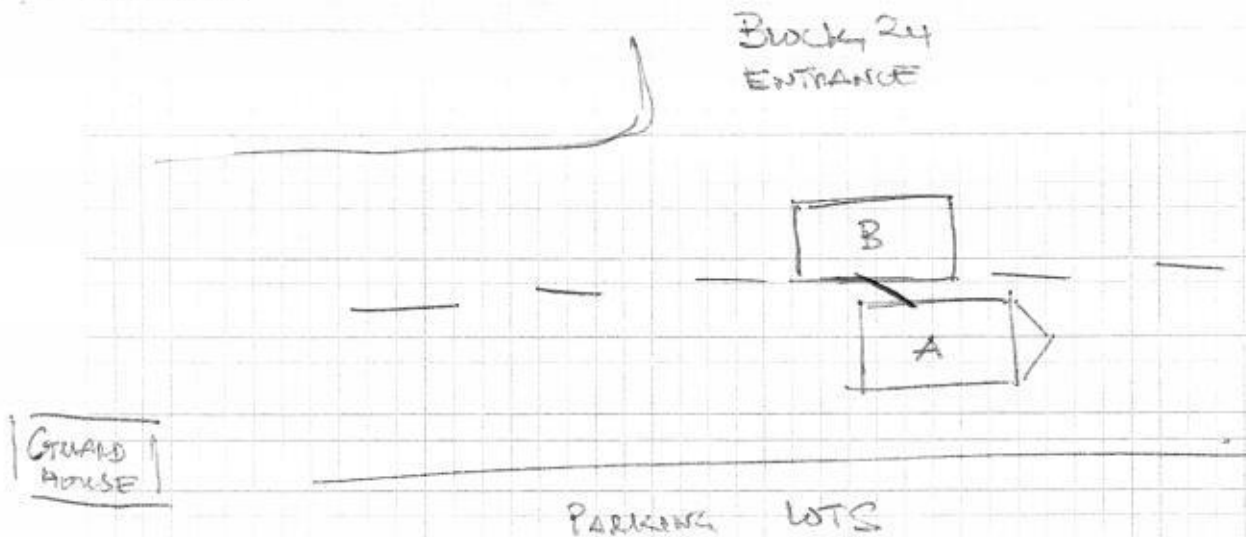 Block 24
ENTRANCE
B
A
GUARD
HOUSE
PARKING LOTS